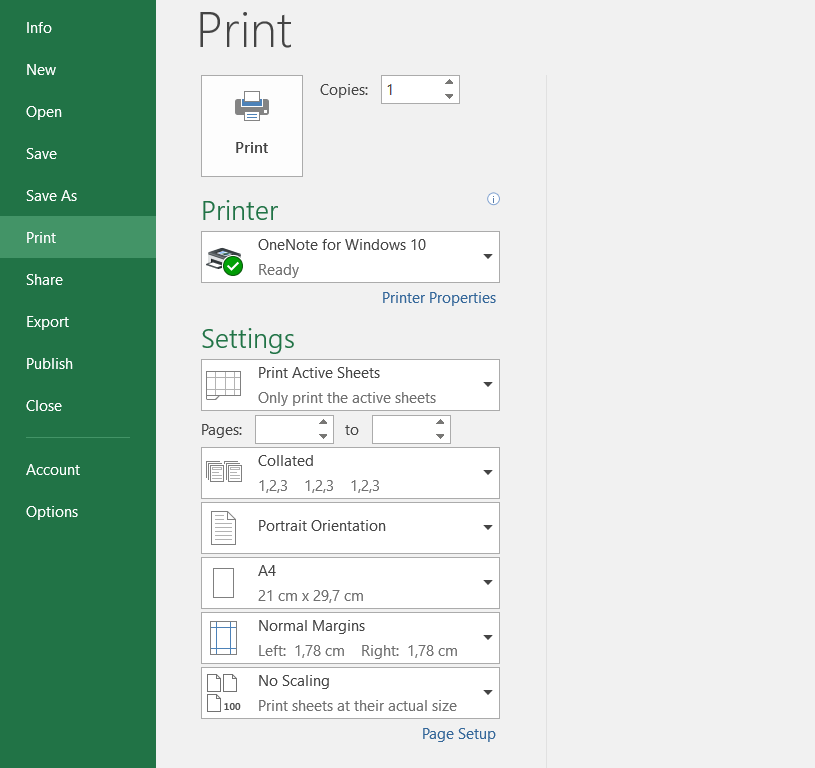 Info
New
Open
Save
Save As
Print
Share
Export
Publish
Close
Account
Options
Print
Print
Copies: 1
Printer
OneNote for Windows 10
Ready
Printer Properties
Settings
Print Active Sheets
Only print the active sheets
Pages: to
Collated
1,2,3 1,2,3 1,2,3
Portrait Orientation
A4
21 cm x 29,7 cm
Normal Margins
Left: 1,78 cm Right: 1,78 cm
No Scaling
100
Print sheets at their actual size
Page Setup